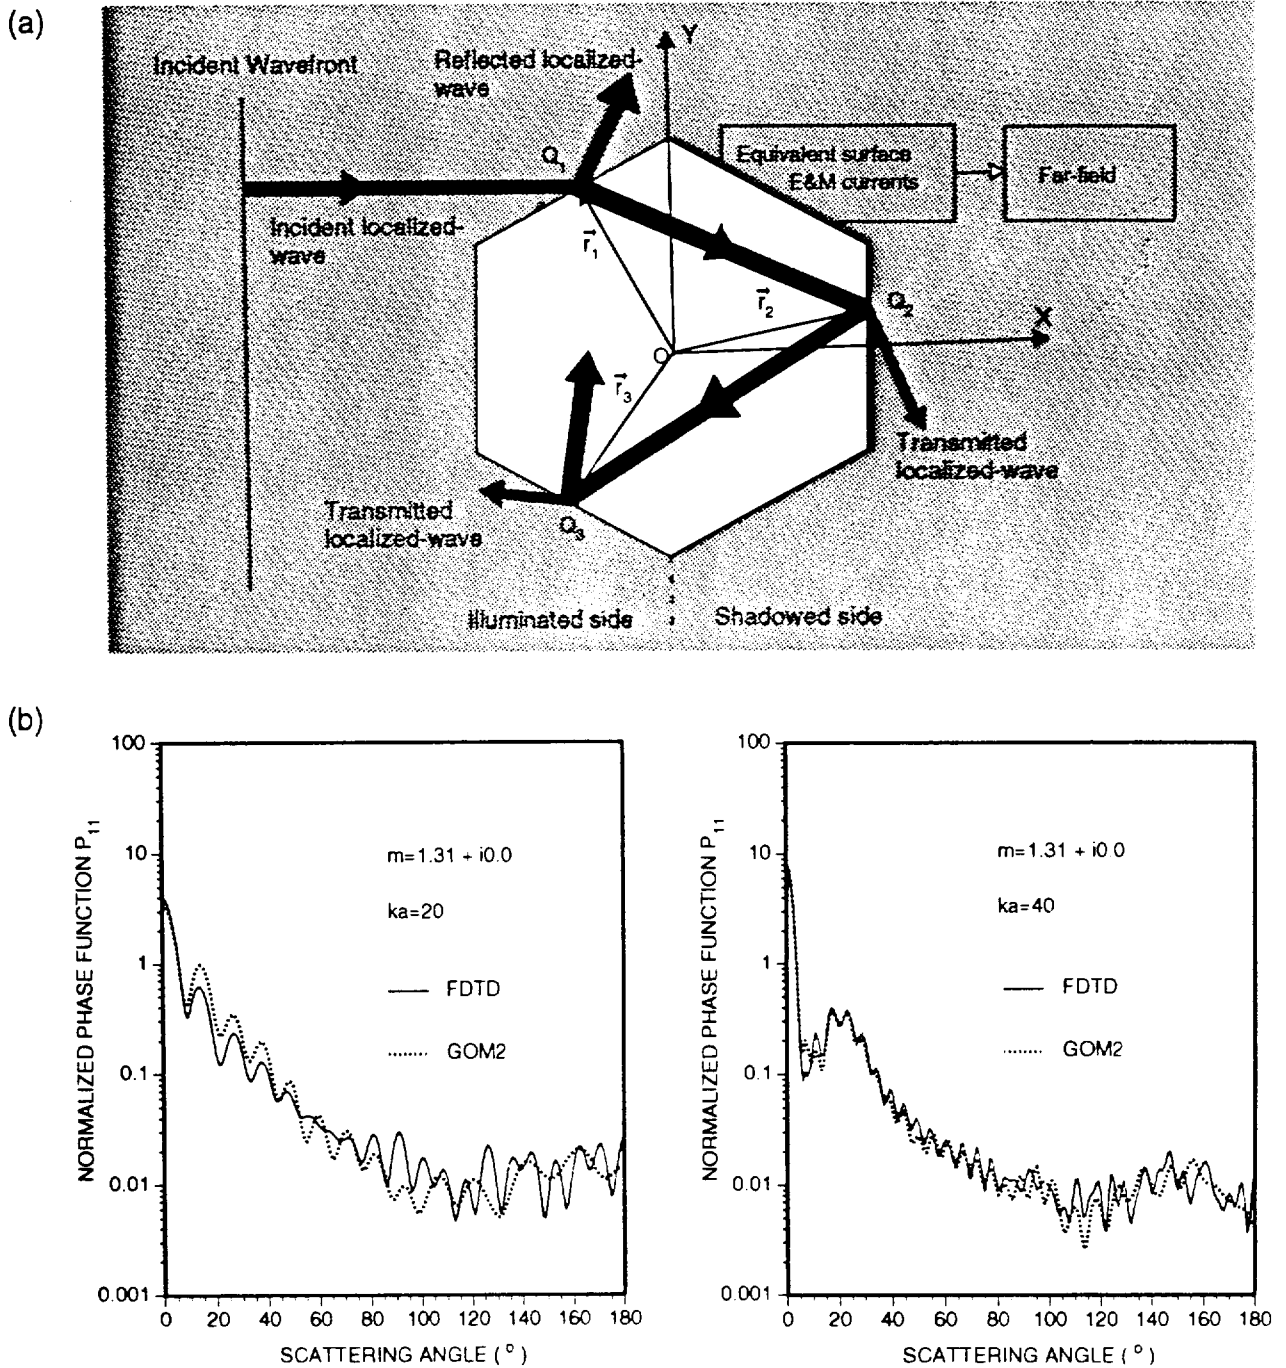 (a)
Incident Wavefront
Reflected localized-
wave
Y
Q1
Equivalent surface
E&M currents
Far-field
Incident localized-
wave
r⃗1
r⃗2
Q2
X
O
r⃗3
Transmitted
localized-wave
Transmitted
localized-wave
Q3
Illuminated side
Shadowed side
(b)
NORMALIZED PHASE FUNCTION P11
100
10
1
0.1
0.01
0.001
m=1.31 + i0.0
ka=20
FDTD
GOM2
0 20 40 60 80 100 120 140 160 180
SCATTERING ANGLE (°)
NORMALIZED PHASE FUNCTION P11
100
10
1
0.1
0.01
0.001
m=1.31 + i0.0
ka=40
FDTD
GOM2
0 20 40 60 80 100 120 140 160 180
SCATTERING ANGLE (°)